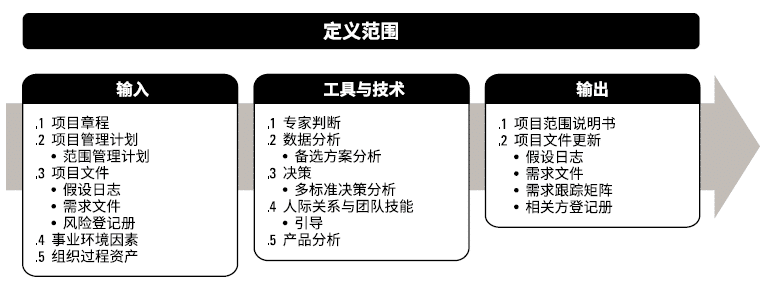 定义范围
输入
.1 项目章程
.2 项目管理计划
• 范围管理计划
.3 项目文件
• 假设日志
• 需求文件
• 风险登记册
.4 事业环境因素
.5 组织过程资产
工具与技术
.1 专家判断
.2 数据分析
• 备选方案分析
.3 决策
• 多标准决策分析
.4 人际关系与团队技能
• 引导
.5 产品分析
输出
.1 项目范围说明书
.2 项目文件更新
• 假设日志
• 需求文件
• 需求跟踪矩阵
• 相关方登记册